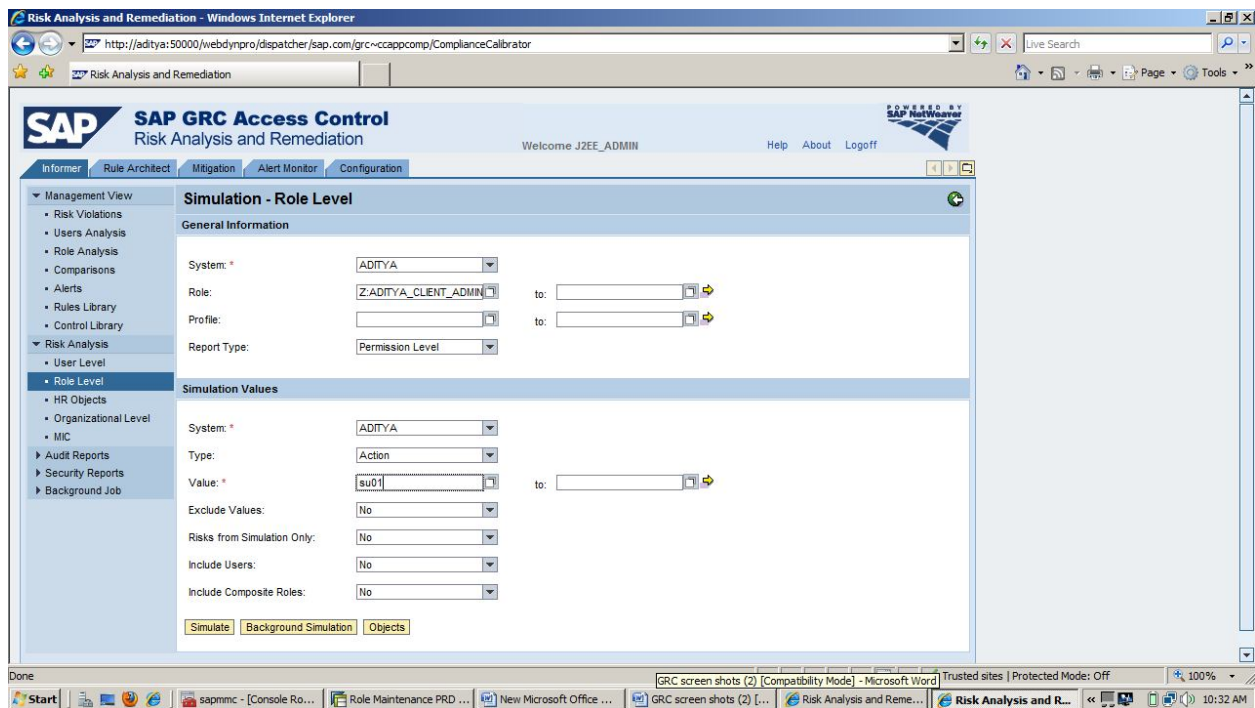 Risk Analysis and Remediation - Windows Internet Explorer
http://aditya:50000/webdynpro/dispatcher/sap.com/grc~ccappcomp/ComplianceCalibrator
Live Search
Risk Analysis and Remediation
Page
Tools
SAP
SAP GRC Access Control
Risk Analysis and Remediation
Welcome J2EE_ADMIN
Help
About
Logoff
POWERED BY
SAP NetWeaver
Informer
Rule Architect
Mitigation
Alert Monitor
Configuration
Management View
Risk Violations
Users Analysis
Role Analysis
Comparisons
Alerts
Rules Library
Control Library
Risk Analysis
User Level
Role Level
HR Objects
Organizational Level
MIC
Audit Reports
Security Reports
Background Job
Simulation - Role Level
General Information
System: * ADITYA
Role: Z:ADITYA_CLIENT_ADMIN to:
Profile: to:
Report Type: Permission Level
Simulation Values
System: * ADITYA
Type: Action
Value: * su01 to:
Exclude Values: No
Risks from Simulation Only: No
Include Users: No
Include Composite Roles: No
Simulate
Background Simulation
Objects
Done
GRC screen shots (2) [Compatibility Mode] - Microsoft Word
Trusted sites | Protected Mode: Off
100%
Start
sapmmc - [Console Ro...
Role Maintenance PRD ...
New Microsoft Office ...
GRC screen shots (2) [...
Risk Analysis and Reme...
Risk Analysis and R...
10:32 AM